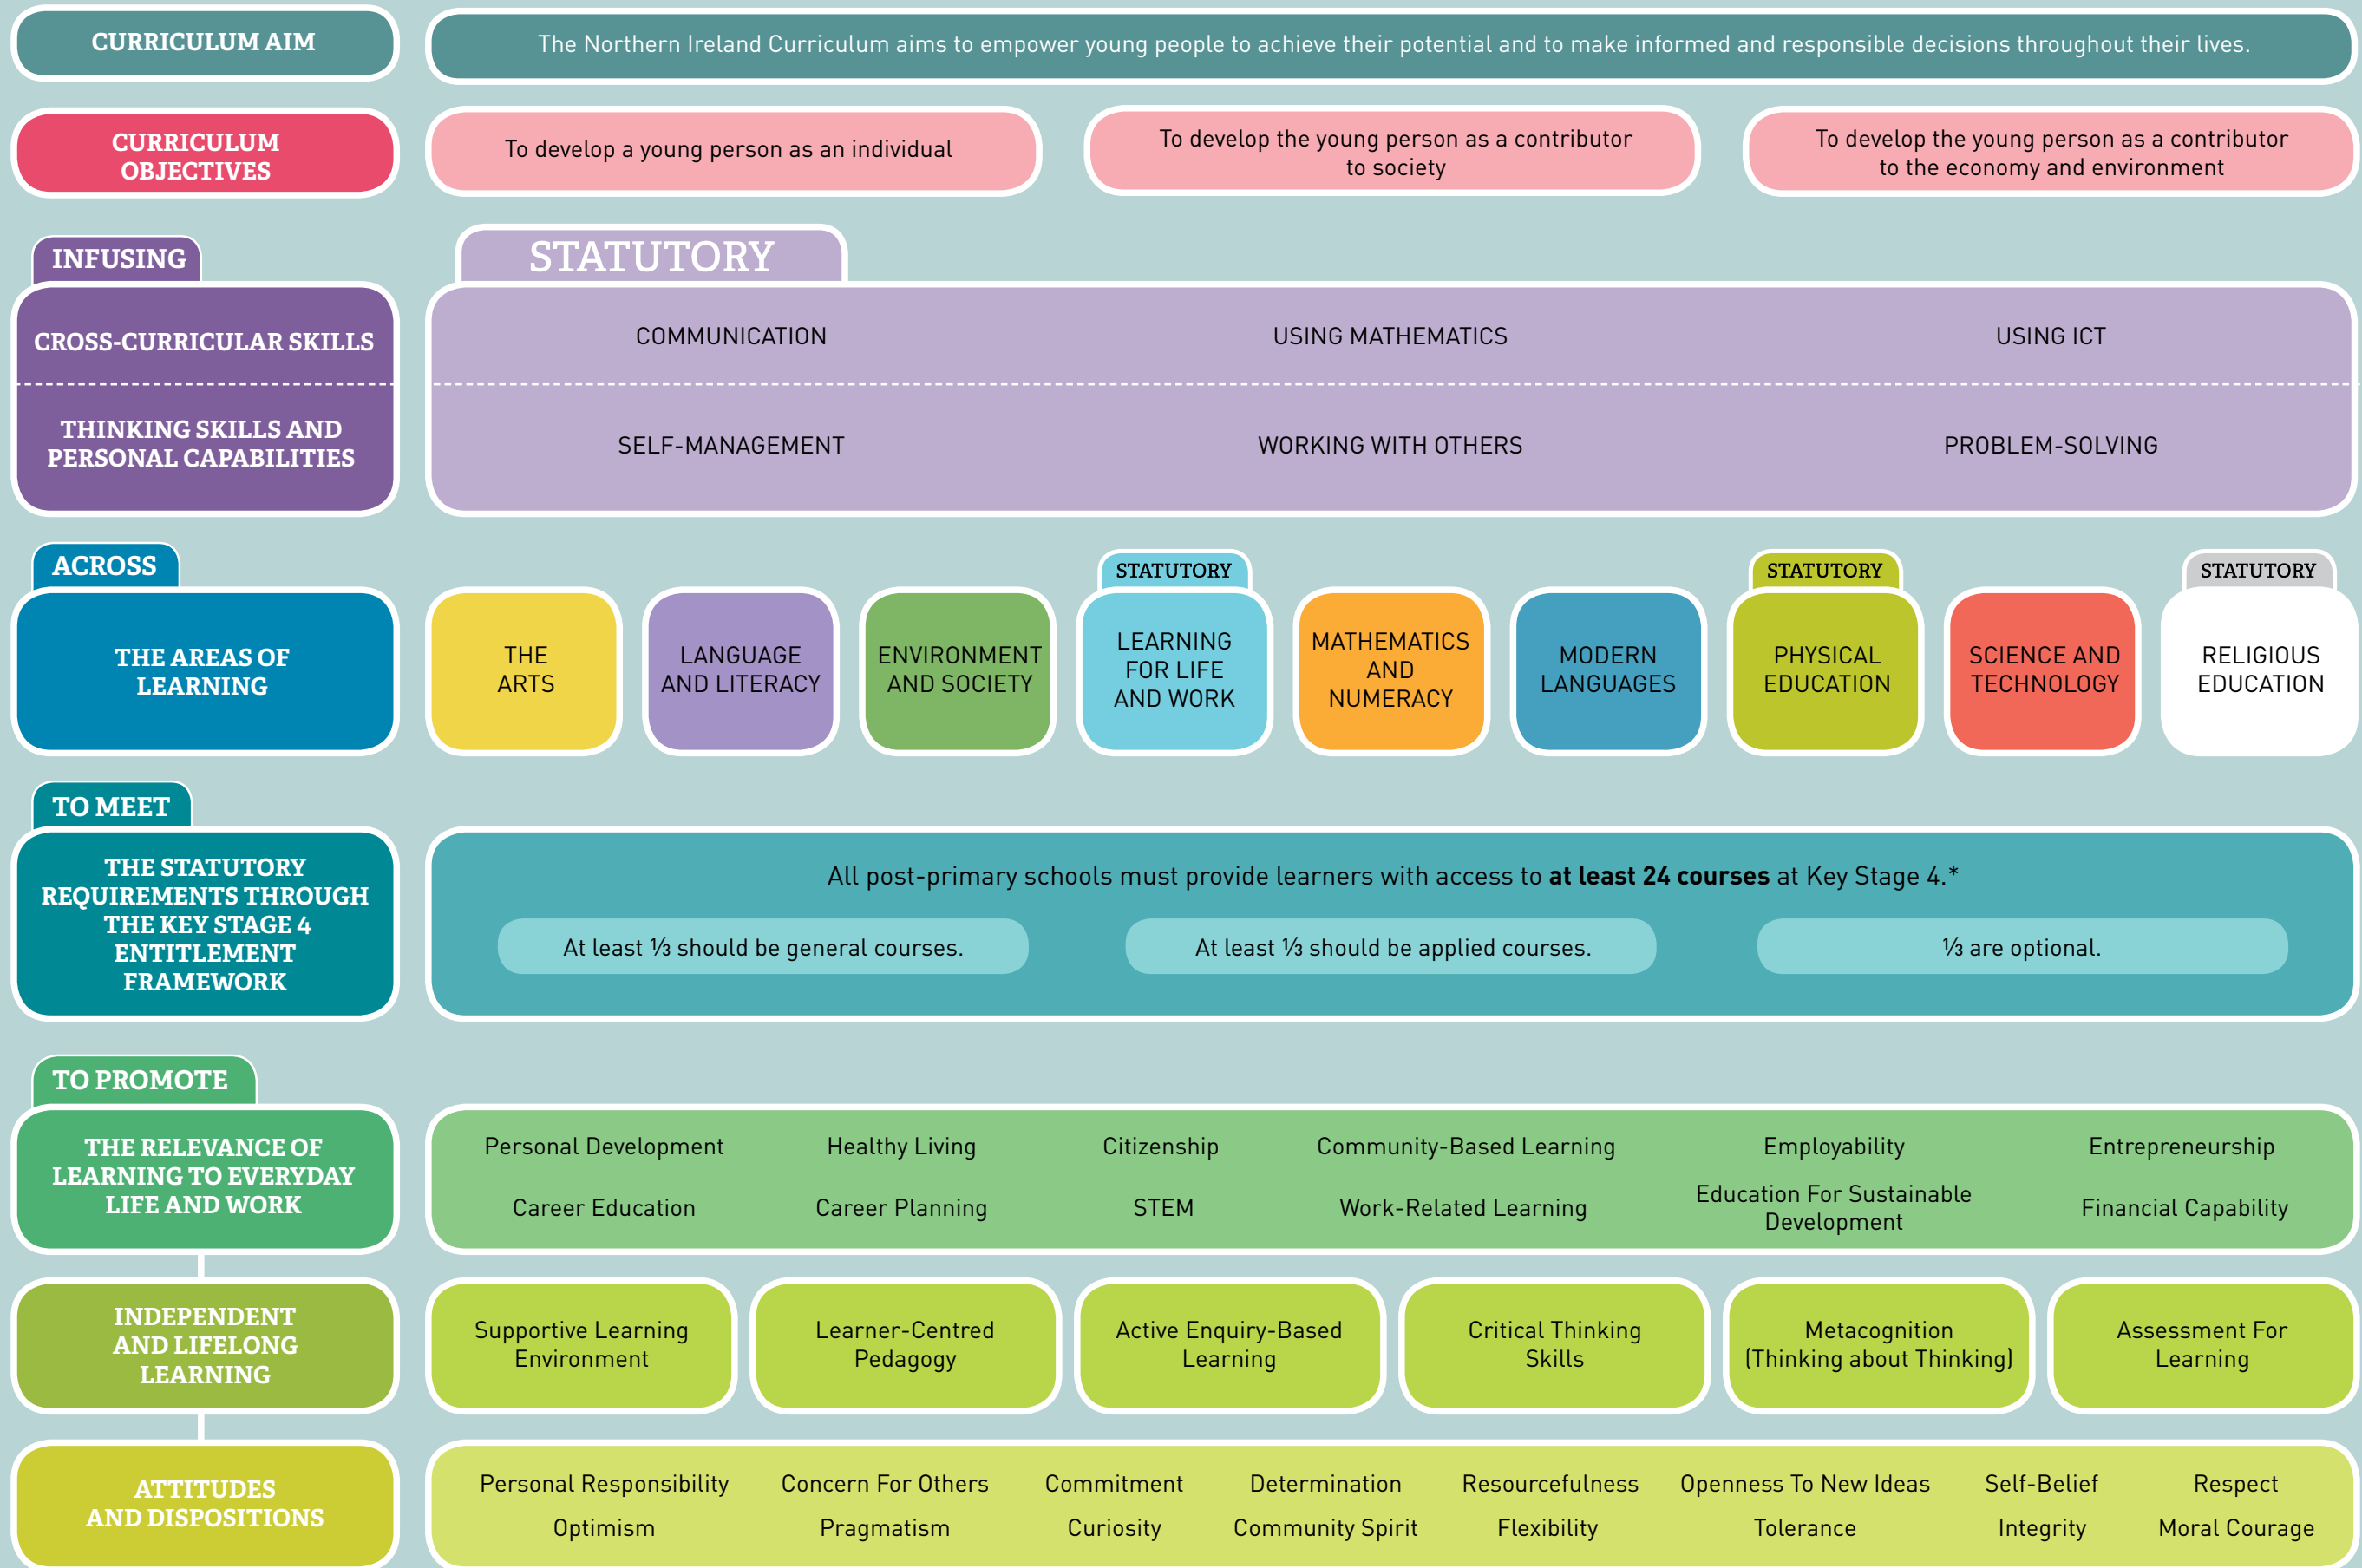 CURRICULUM AIM
The Northern Ireland Curriculum aims to empower young people to achieve their potential and to make informed and responsible decisions throughout their lives.
CURRICULUM
OBJECTIVES
To develop a young person as an individual
To develop the young person as a contributor
to society
To develop the young person as a contributor
to the economy and environment
INFUSING
STATUTORY
CROSS-CURRICULAR SKILLS
COMMUNICATION
USING MATHEMATICS
USING ICT
THINKING SKILLS AND
PERSONAL CAPABILITIES
SELF-MANAGEMENT
WORKING WITH OTHERS
PROBLEM-SOLVING
ACROSS
THE AREAS OF
LEARNING
THE
ARTS
LANGUAGE
AND LITERACY
ENVIRONMENT
AND SOCIETY
STATUTORY
LEARNING
FOR LIFE
AND WORK
MATHEMATICS
AND
NUMERACY
MODERN
LANGUAGES
STATUTORY
PHYSICAL
EDUCATION
SCIENCE AND
TECHNOLOGY
STATUTORY
RELIGIOUS
EDUCATION
TO MEET
THE STATUTORY
REQUIREMENTS THROUGH
THE KEY STAGE 4
ENTITLEMENT
FRAMEWORK
All post-primary schools must provide learners with access to at least 24 courses at Key Stage 4.*
At least ⅓ should be general courses.
At least ⅓ should be applied courses.
⅓ are optional.
TO PROMOTE
THE RELEVANCE OF
LEARNING TO EVERYDAY
LIFE AND WORK
Personal Development
Healthy Living
Citizenship
Community-Based Learning
Employability
Entrepreneurship
Career Education
Career Planning
STEM
Work-Related Learning
Education For Sustainable
Development
Financial Capability
INDEPENDENT
AND LIFELONG
LEARNING
Supportive Learning
Environment
Learner-Centred
Pedagogy
Active Enquiry-Based
Learning
Critical Thinking
Skills
Metacognition
(Thinking about Thinking)
Assessment For
Learning
ATTITUDES
AND DISPOSITIONS
Personal Responsibility
Concern For Others
Commitment
Determination
Resourcefulness
Openness To New Ideas
Self-Belief
Respect
Optimism
Pragmatism
Curiosity
Community Spirit
Flexibility
Tolerance
Integrity
Moral Courage